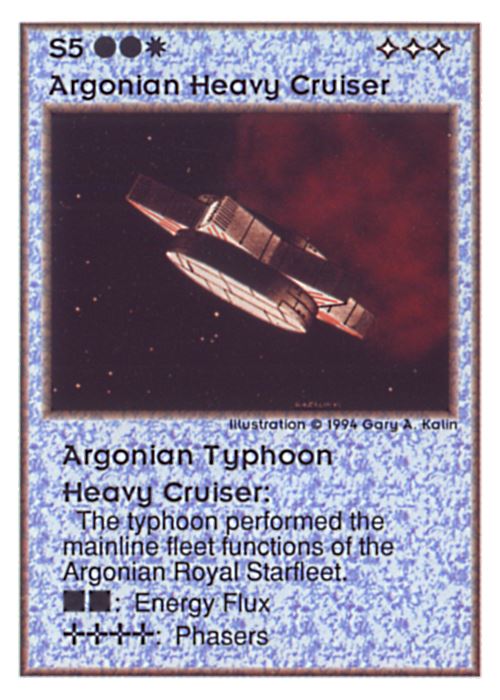 S5
Argonian Heavy Cruiser
Illustration © 1994 Gary A. Kalin
Argonian Typhoon
Heavy Cruiser:
The typhoon performed the
mainline fleet functions of the
Argonian Royal Starfleet.
: Energy Flux
: Phasers